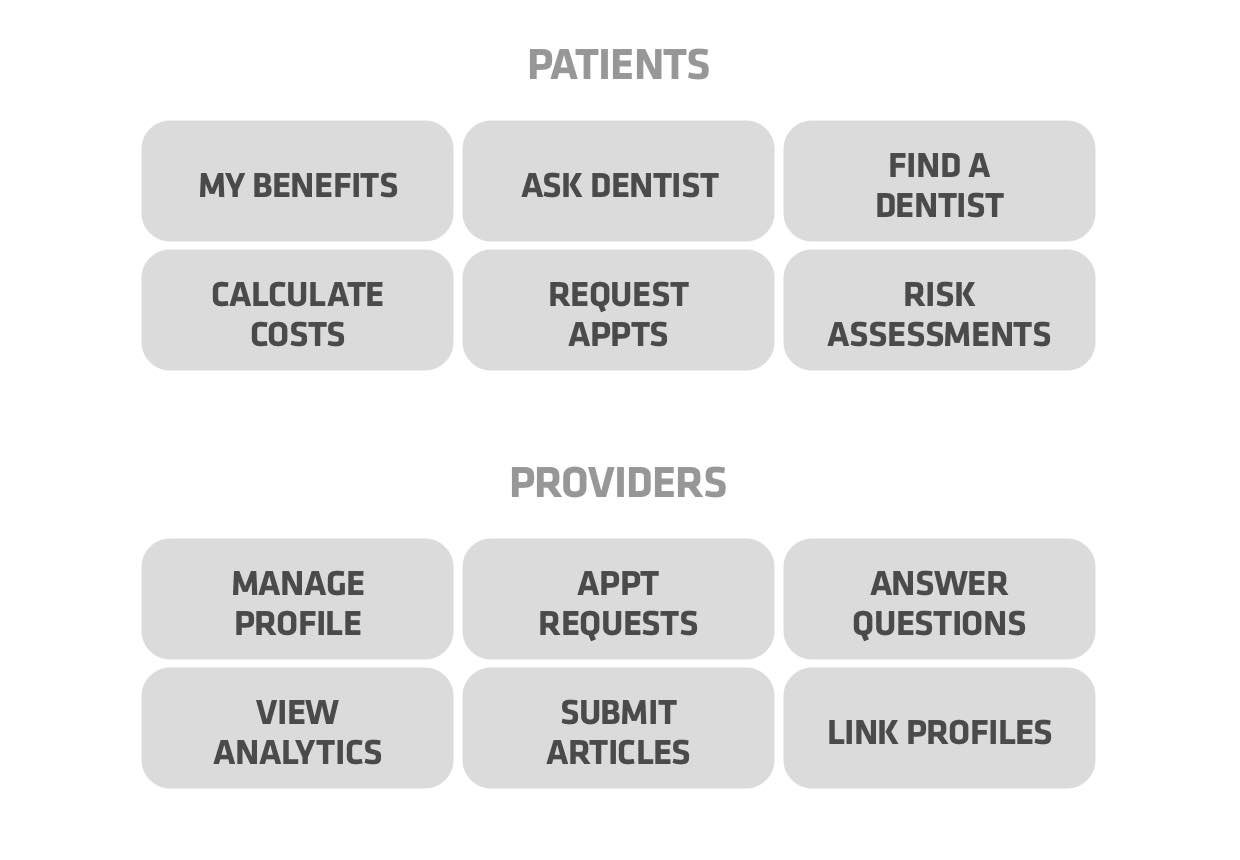 PATIENTS
MY BENEFITS
ASK DENTIST
FIND A
DENTIST
CALCULATE
COSTS
REQUEST
APPTS
RISK
ASSESSMENTS
PROVIDERS
MANAGE
PROFILE
APPT
REQUESTS
ANSWER
QUESTIONS
VIEW
ANALYTICS
SUBMIT
ARTICLES
LINK PROFILES